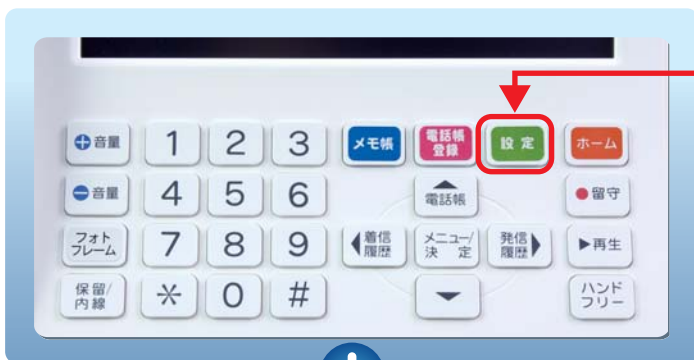 音量
1
2
3
メモ帳
電話帳
登録
設定
ホーム
音量
4
5
6
電話帳
留守
フォト
フレーム
7
8
9
着信
履歴
メニュー/
決定
発信
履歴
再生
保留/
内線
*
0
#
ハンド
フリー